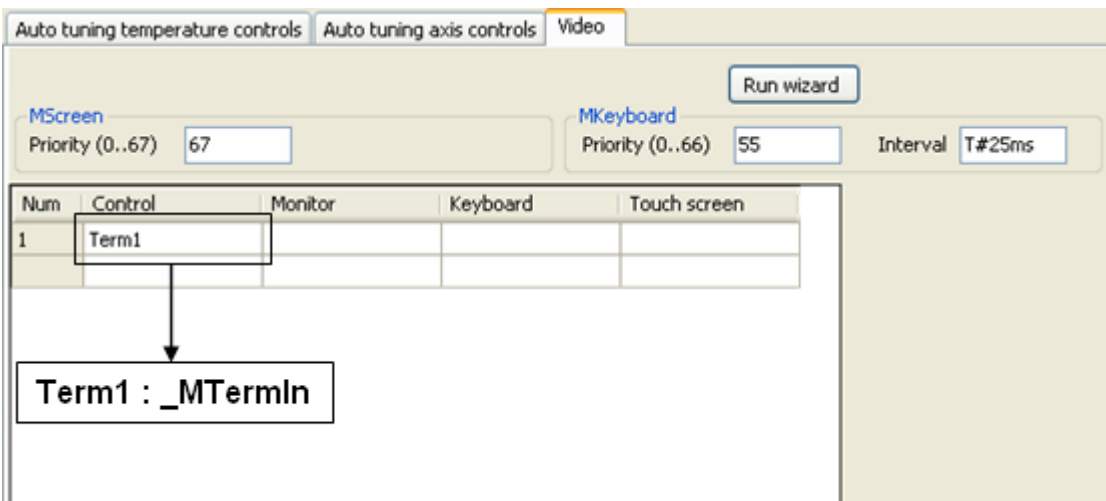 Auto tuning temperature controls Auto tuning axis controls Video
Run wizard
MScreen MKeyboard
Priority (0..67) 67 Priority (0..66) 55 Interval T#25ms
Num Control Monitor Keyboard Touch screen
1 Term1
Term1 : _MTermIn